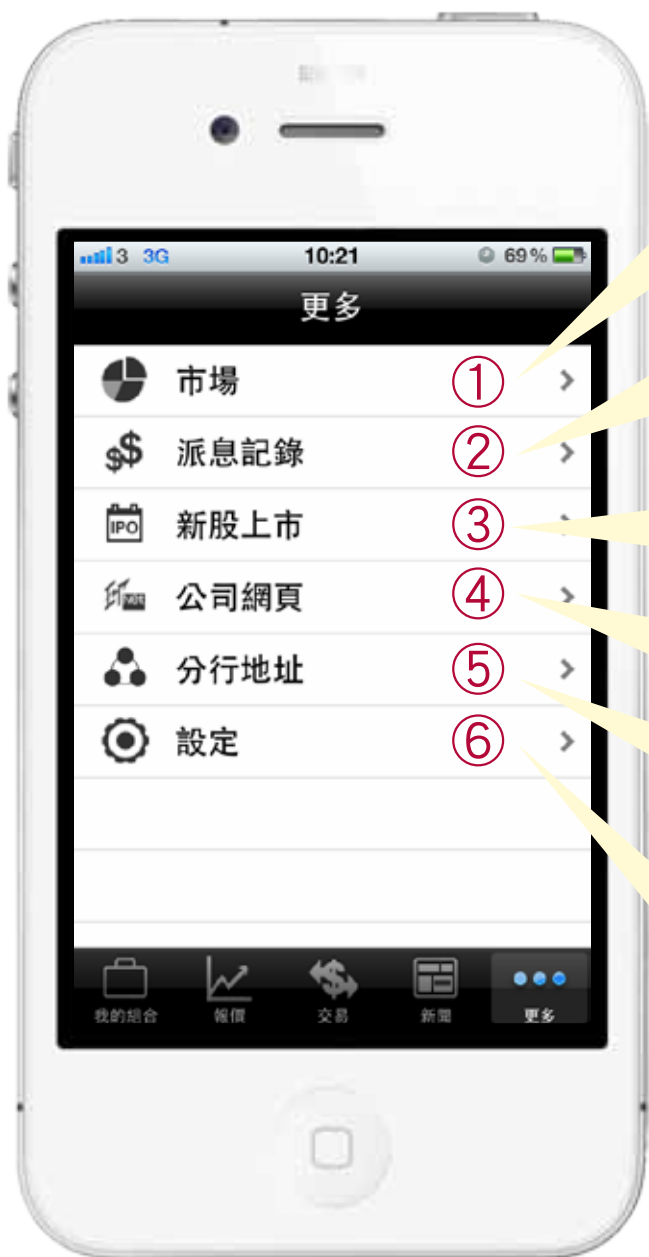 3 3G 10:21 69%
更多
市場 ①
$$ 派息記錄 ②
IPO 新股上市 ③
公司網頁 ④
分行地址 ⑤
設定 ⑥
我的組合 報價 交易 新聞 更多